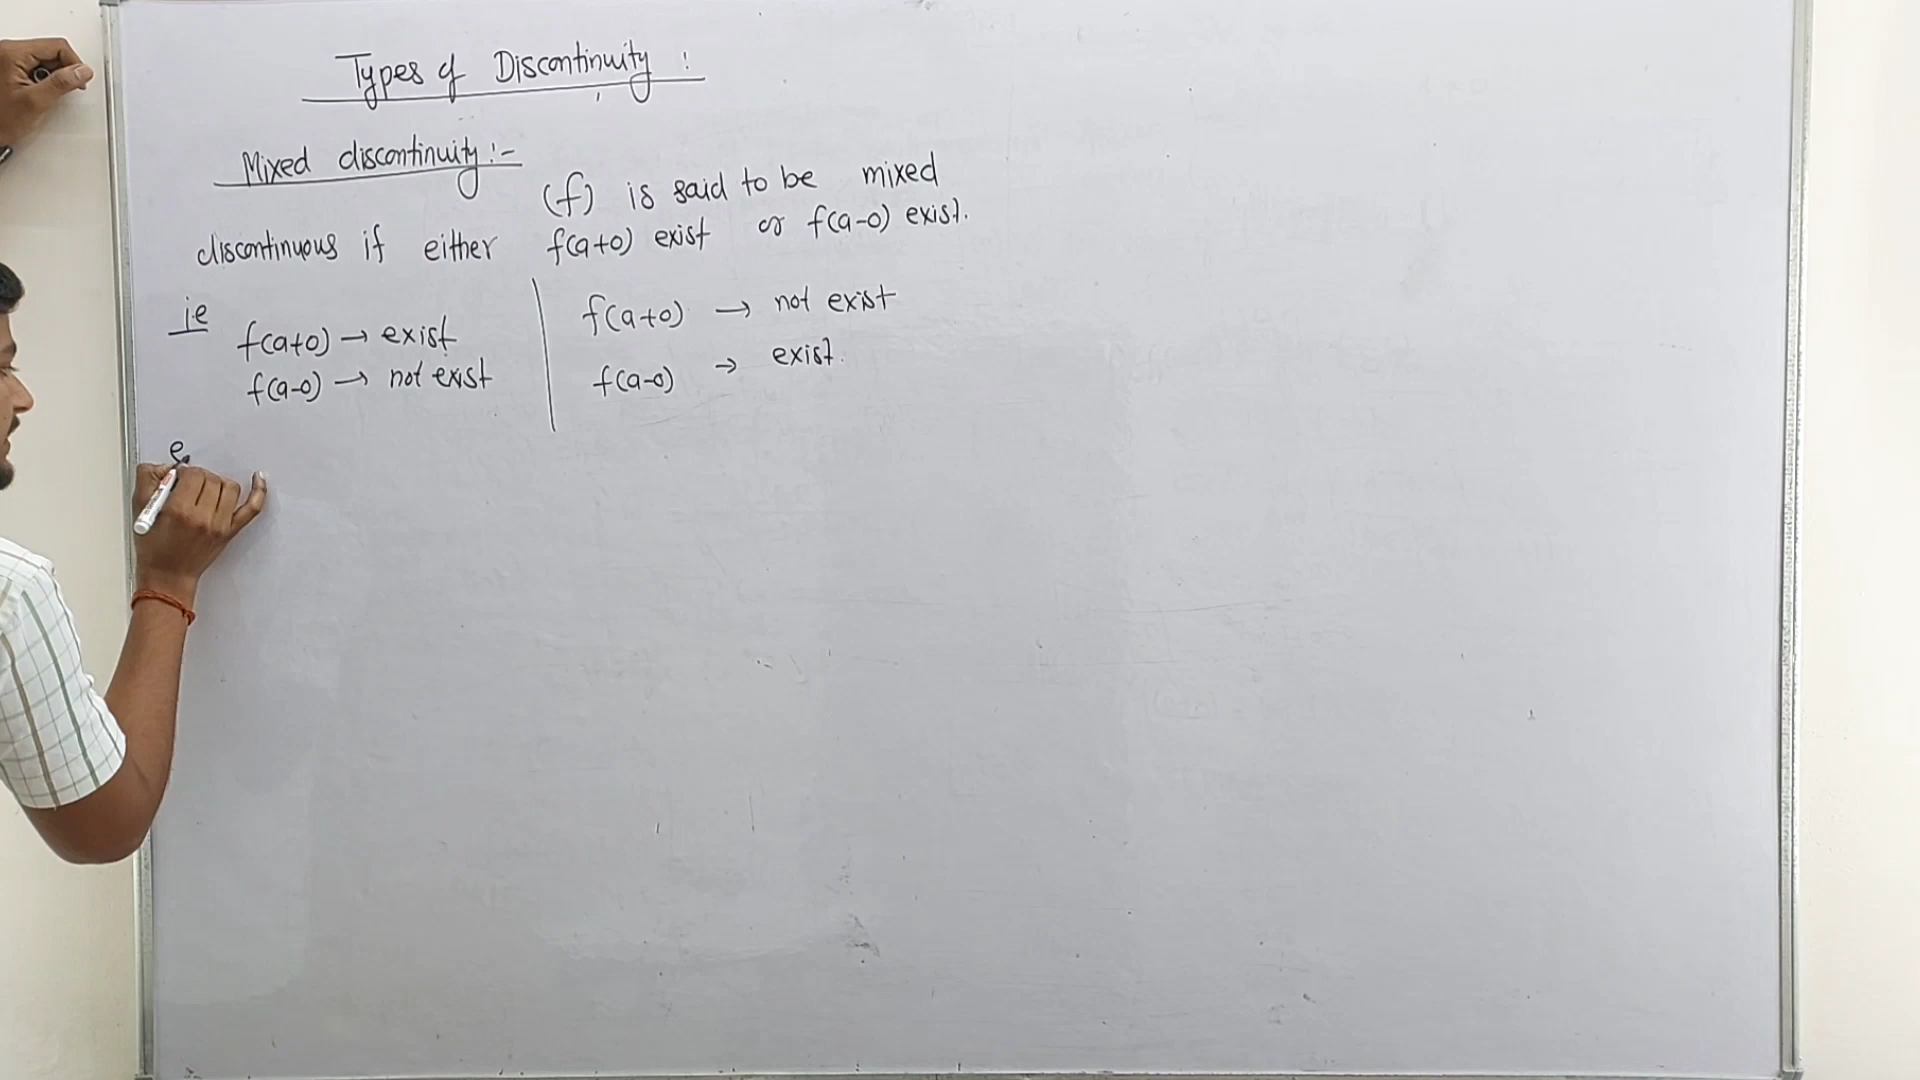 Types of Discontinuity :
Mixed discontinuity :-
(f) is said to be mixed
discontinuous if either f(a+0) exist or f(a-0) exist.
i.e
f(a+0) → exist
f(a-0) → not exist
f(a+0) → not exist
f(a-0) → exist.
e